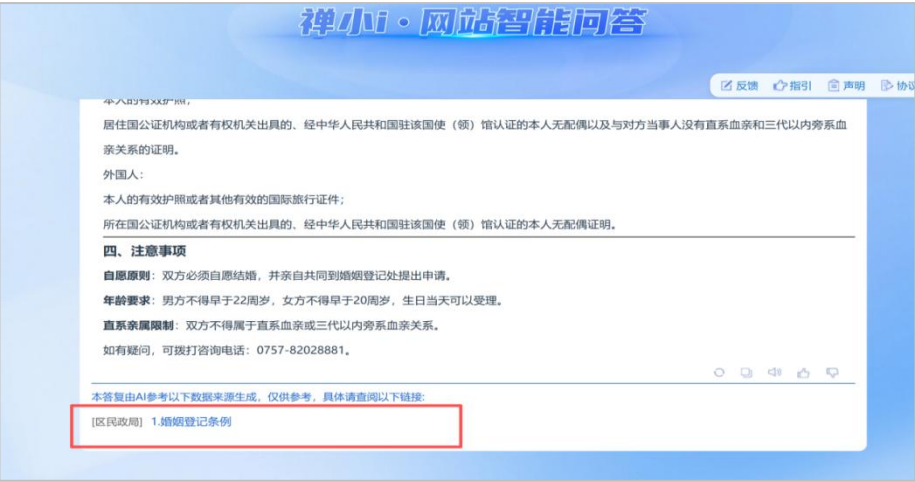 禅小i·网站智能问答
反馈 指引 声明 协议
本人的有效护照；
居住国公证机构或者有权机关出具的、经中华人民共和国驻该国使（领）馆认证的本人无配偶以及与对方当事人没有直系血亲和三代以内旁系血
亲关系的证明。
外国人：
本人的有效护照或者其他有效的国际旅行证件；
所在国公证机构或者有权机关出具的、经中华人民共和国驻该国使（领）馆认证的本人无配偶证明。
四、注意事项
自愿原则：双方必须自愿结婚，并亲自共同到婚姻登记处提出申请。
年龄要求：男方不得早于22周岁，女方不得早于20周岁，生日当天可以受理。
直系亲属限制：双方不得属于直系血亲或三代以内旁系血亲关系。
如有疑问，可拨打咨询电话：0757-82028881。
本答复由AI参考以下数据来源生成，仅供参考，具体请查阅以下链接:
[区民政局] 1.婚姻登记条例